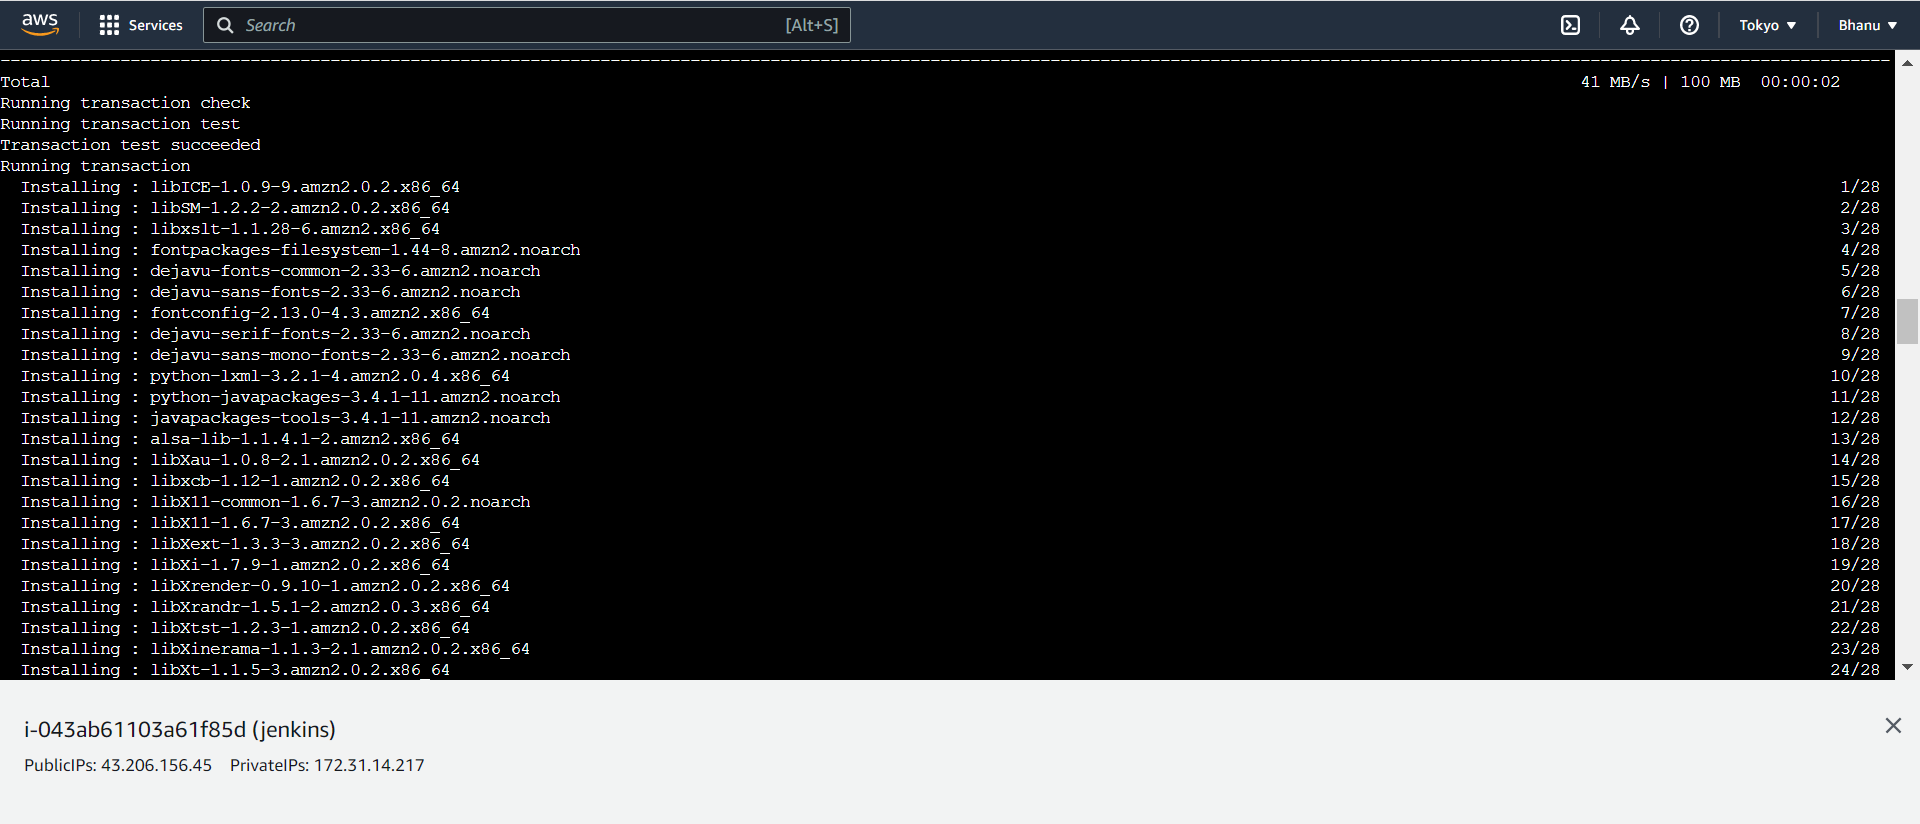 aws Services Search [Alt+S] Tokyo ▼ Bhanu ▼
--------------------------------------------------------------------------------------------------------------------------------------------------------------------------------------------
Total 41 MB/s | 100 MB 00:00:02
Running transaction check
Running transaction test
Transaction test succeeded
Running transaction
Installing : libICE-1.0.9-9.amzn2.0.2.x86_64 1/28
Installing : libSM-1.2.2-2.amzn2.0.2.x86_64 2/28
Installing : libxslt-1.1.28-6.amzn2.x86_64 3/28
Installing : fontpackages-filesystem-1.44-8.amzn2.noarch 4/28
Installing : dejavu-fonts-common-2.33-6.amzn2.noarch 5/28
Installing : dejavu-sans-fonts-2.33-6.amzn2.noarch 6/28
Installing : fontconfig-2.13.0-4.3.amzn2.x86_64 7/28
Installing : dejavu-serif-fonts-2.33-6.amzn2.noarch 8/28
Installing : dejavu-sans-mono-fonts-2.33-6.amzn2.noarch 9/28
Installing : python-lxml-3.2.1-4.amzn2.0.4.x86_64 10/28
Installing : python-javapackages-3.4.1-11.amzn2.noarch 11/28
Installing : javapackages-tools-3.4.1-11.amzn2.noarch 12/28
Installing : alsa-lib-1.1.4.1-2.amzn2.x86_64 13/28
Installing : libXau-1.0.8-2.1.amzn2.0.2.x86_64 14/28
Installing : libxcb-1.12-1.amzn2.0.2.x86_64 15/28
Installing : libX11-common-1.6.7-3.amzn2.0.2.noarch 16/28
Installing : libX11-1.6.7-3.amzn2.0.2.x86_64 17/28
Installing : libXext-1.3.3-3.amzn2.0.2.x86_64 18/28
Installing : libXi-1.7.9-1.amzn2.0.2.x86_64 19/28
Installing : libXrender-0.9.10-1.amzn2.0.2.x86_64 20/28
Installing : libXrandr-1.5.1-2.amzn2.0.3.x86_64 21/28
Installing : libXtst-1.2.3-1.amzn2.0.2.x86_64 22/28
Installing : libXinerama-1.1.3-2.1.amzn2.0.2.x86_64 23/28
Installing : libXt-1.1.5-3.amzn2.0.2.x86_64 24/28
i-043ab61103a61f85d (jenkins)
PublicIPs: 43.206.156.45 PrivateIPs: 172.31.14.217